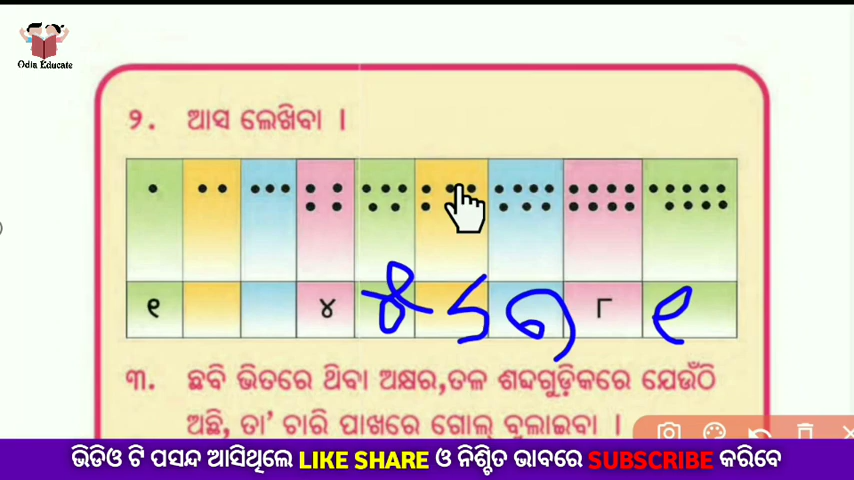 Odia Educate
୨. ଆସ ଲେଖିବା ।
୧ ୪ ୫ ୬ ୭ ୮ ୯
୩. ଛବି ଭିତରେ ଥିବା ଅକ୍ଷର,ତଳ ଶବ୍ଦଗୁଡ଼ିକରେ ଯେଉଁଠି
ଅଛି, ତା' ଚାରି ପାଖରେ ଗୋଲ୍ ବୁଲାଇବା ।
ଭିଡିଓ ଟି ପସନ୍ଦ ଆସିଥିଲେ LIKE SHARE ଓ ନିଶ୍ଚିତ ଭାବରେ SUBSCRIBE କରିବେ